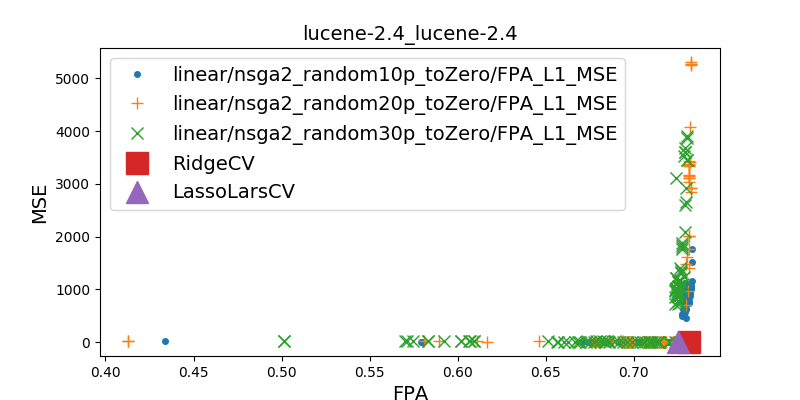 lucene-2.4_lucene-2.4
linear/nsga2_random10p_toZero/FPA_L1_MSE
linear/nsga2_random20p_toZero/FPA_L1_MSE
linear/nsga2_random30p_toZero/FPA_L1_MSE
RidgeCV
LassoLarsCV
MSE
5000
4000
3000
2000
1000
0
0.40 0.45 0.50 0.55 0.60 0.65 0.70
FPA